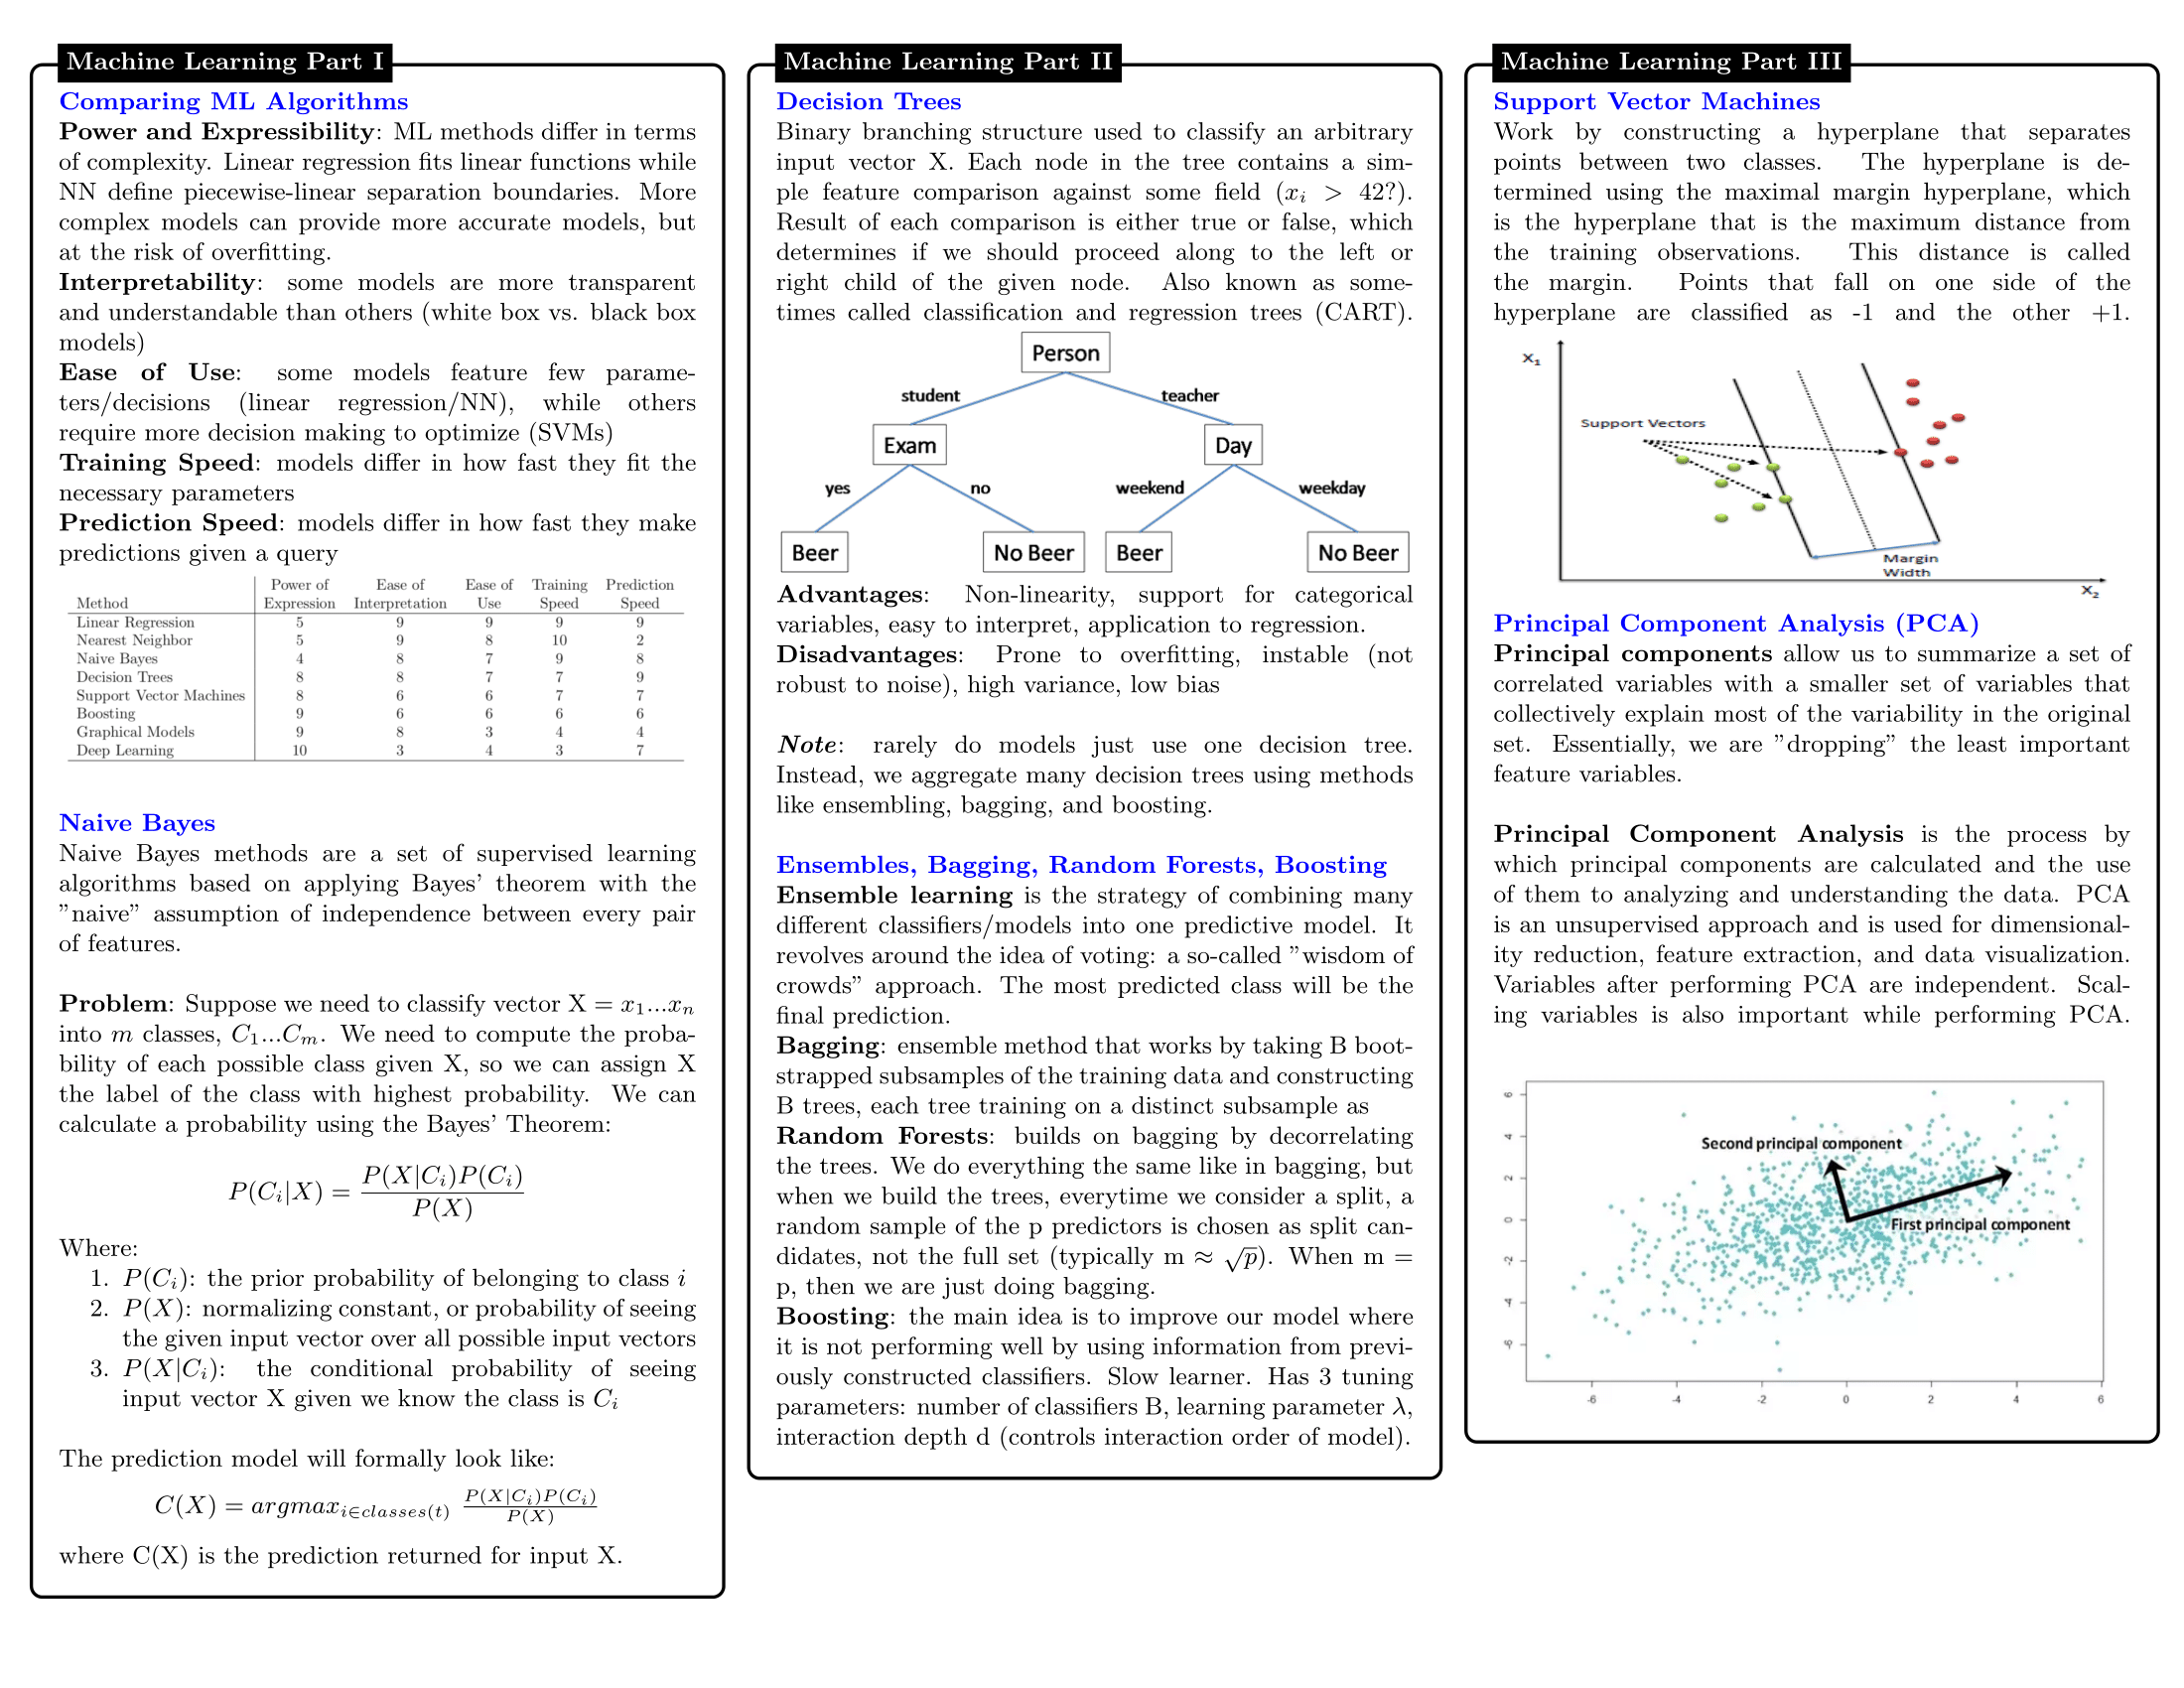 Machine Learning Part I
Comparing ML Algorithms
Power and Expressibility: ML methods differ in terms
of complexity. Linear regression fits linear functions while
NN define piecewise-linear separation boundaries. More
complex models can provide more accurate models, but
at the risk of overfitting.
Interpretability: some models are more transparent
and understandable than others (white box vs. black box
models)
Ease of Use: some models feature few parame-
ters/decisions (linear regression/NN), while others
require more decision making to optimize (SVMs)
Training Speed: models differ in how fast they fit the
necessary parameters
Prediction Speed: models differ in how fast they make
predictions given a query
Power of Ease of Ease of Training Prediction
Method Expression Interpretation Use Speed Speed
Linear Regression 5 9 9 9 9
Nearest Neighbor 5 9 8 10 2
Naive Bayes 4 8 7 9 8
Decision Trees 8 8 7 7 9
Support Vector Machines 8 6 6 7 7
Boosting 9 6 6 6 6
Graphical Models 9 8 3 4 4
Deep Learning 10 3 4 3 7
Naive Bayes
Naive Bayes methods are a set of supervised learning
algorithms based on applying Bayes' theorem with the
"naive" assumption of independence between every pair
of features.
Problem: Suppose we need to classify vector X = x₁...xₙ
into m classes, C₁...Cₘ. We need to compute the proba-
bility of each possible class given X, so we can assign X
the label of the class with highest probability. We can
calculate a probability using the Bayes' Theorem:
P(Cᵢ|X) = P(X|Cᵢ)P(Cᵢ) / P(X)
Where:
1. P(Cᵢ): the prior probability of belonging to class i
2. P(X): normalizing constant, or probability of seeing
the given input vector over all possible input vectors
3. P(X|Cᵢ): the conditional probability of seeing
input vector X given we know the class is Cᵢ
The prediction model will formally look like:
C(X) = argmax_{i∈classes(t)} P(X|Cᵢ)P(Cᵢ) / P(X)
where C(X) is the prediction returned for input X.
Machine Learning Part II
Decision Trees
Binary branching structure used to classify an arbitrary
input vector X. Each node in the tree contains a sim-
ple feature comparison against some field (xᵢ > 42?).
Result of each comparison is either true or false, which
determines if we should proceed along to the left or
right child of the given node. Also known as some-
times called classification and regression trees (CART).
Person
student teacher
Exam Day
yes no weekend weekday
Beer No Beer Beer No Beer
Advantages: Non-linearity, support for categorical
variables, easy to interpret, application to regression.
Disadvantages: Prone to overfitting, instable (not
robust to noise), high variance, low bias
Note: rarely do models just use one decision tree.
Instead, we aggregate many decision trees using methods
like ensembling, bagging, and boosting.
Ensembles, Bagging, Random Forests, Boosting
Ensemble learning is the strategy of combining many
different classifiers/models into one predictive model. It
revolves around the idea of voting: a so-called "wisdom of
crowds" approach. The most predicted class will be the
final prediction.
Bagging: ensemble method that works by taking B boot-
strapped subsamples of the training data and constructing
B trees, each tree training on a distinct subsample as
Random Forests: builds on bagging by decorrelating
the trees. We do everything the same like in bagging, but
when we build the trees, everytime we consider a split, a
random sample of the p predictors is chosen as split can-
didates, not the full set (typically m ≈ √p). When m =
p, then we are just doing bagging.
Boosting: the main idea is to improve our model where
it is not performing well by using information from previ-
ously constructed classifiers. Slow learner. Has 3 tuning
parameters: number of classifiers B, learning parameter λ,
interaction depth d (controls interaction order of model).
Machine Learning Part III
Support Vector Machines
Work by constructing a hyperplane that separates
points between two classes. The hyperplane is de-
termined using the maximal margin hyperplane, which
is the hyperplane that is the maximum distance from
the training observations. This distance is called
the margin. Points that fall on one side of the
hyperplane are classified as -1 and the other +1.
X₁
Support Vectors
Margin
Width
X₂
Principal Component Analysis (PCA)
Principal components allow us to summarize a set of
correlated variables with a smaller set of variables that
collectively explain most of the variability in the original
set. Essentially, we are "dropping" the least important
feature variables.
Principal Component Analysis is the process by
which principal components are calculated and the use
of them to analyzing and understanding the data. PCA
is an unsupervised approach and is used for dimensional-
ity reduction, feature extraction, and data visualization.
Variables after performing PCA are independent. Scal-
ing variables is also important while performing PCA.
6
4
2
0
-2
-4
-6
Second principal component
First principal component
-6 -4 -2 0 2 4 6